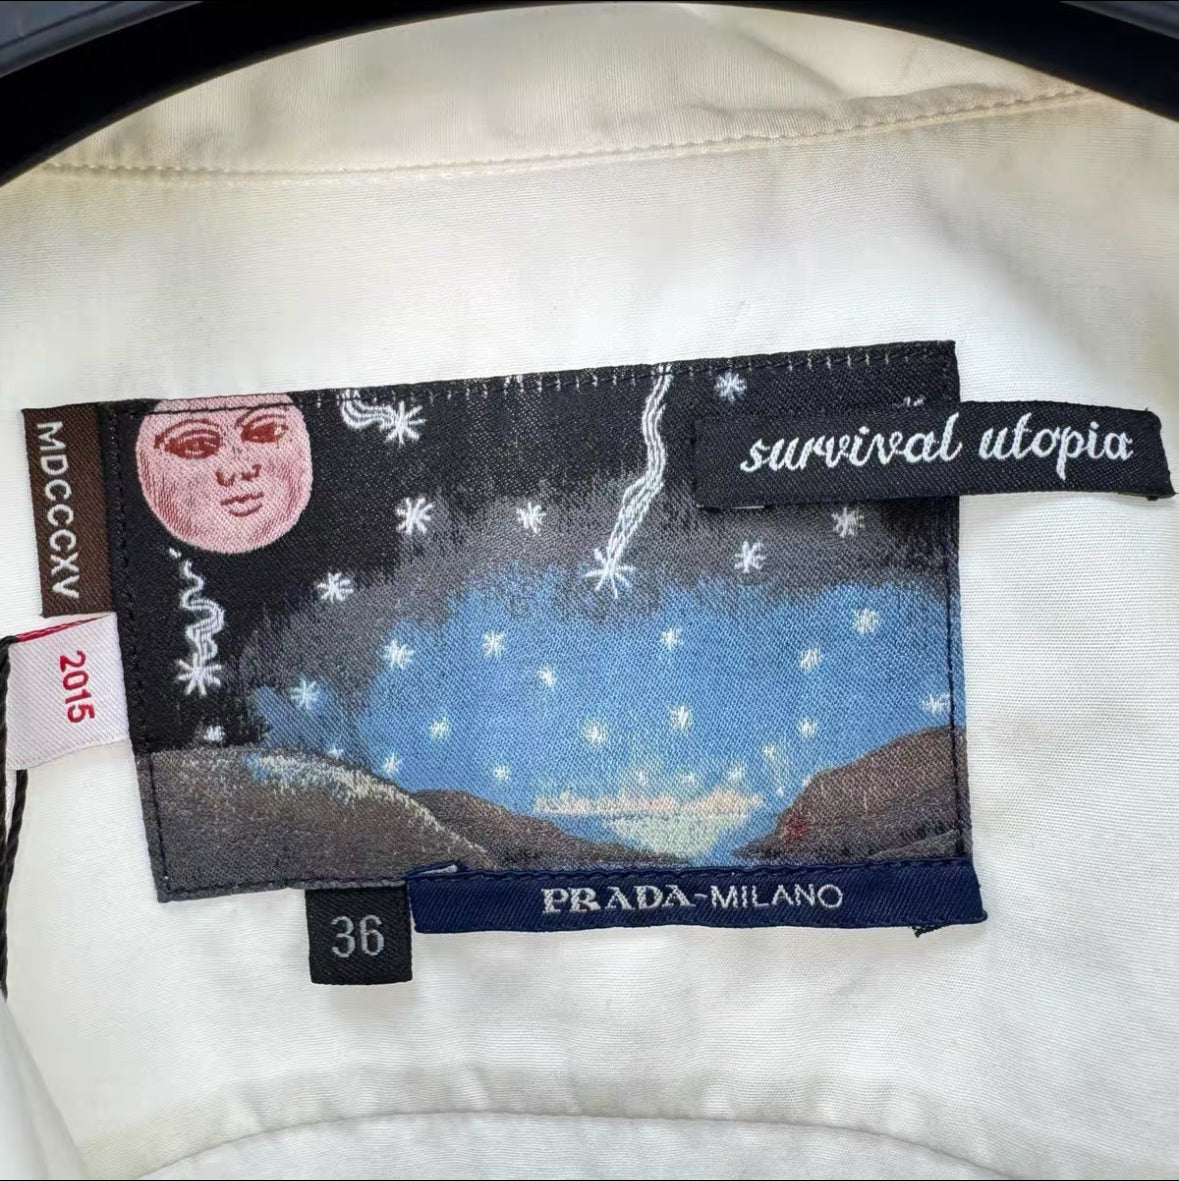 survival utopia
MDCCCXV
2015
PRADA-MILANO
36